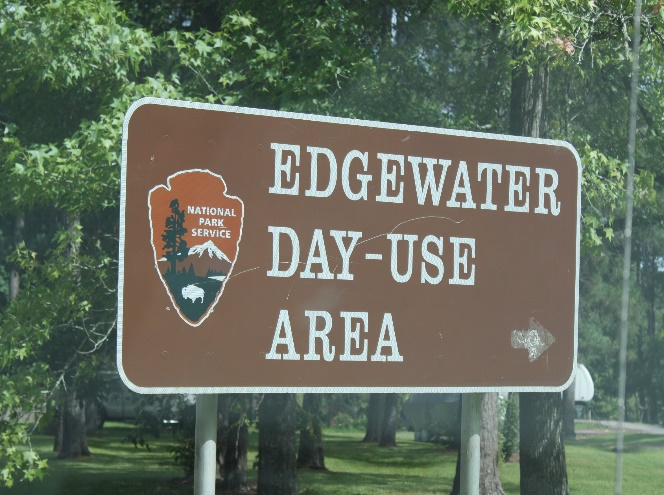 EDGEWATER
DAY-USE
AREA
NATIONAL
PARK
SERVICE